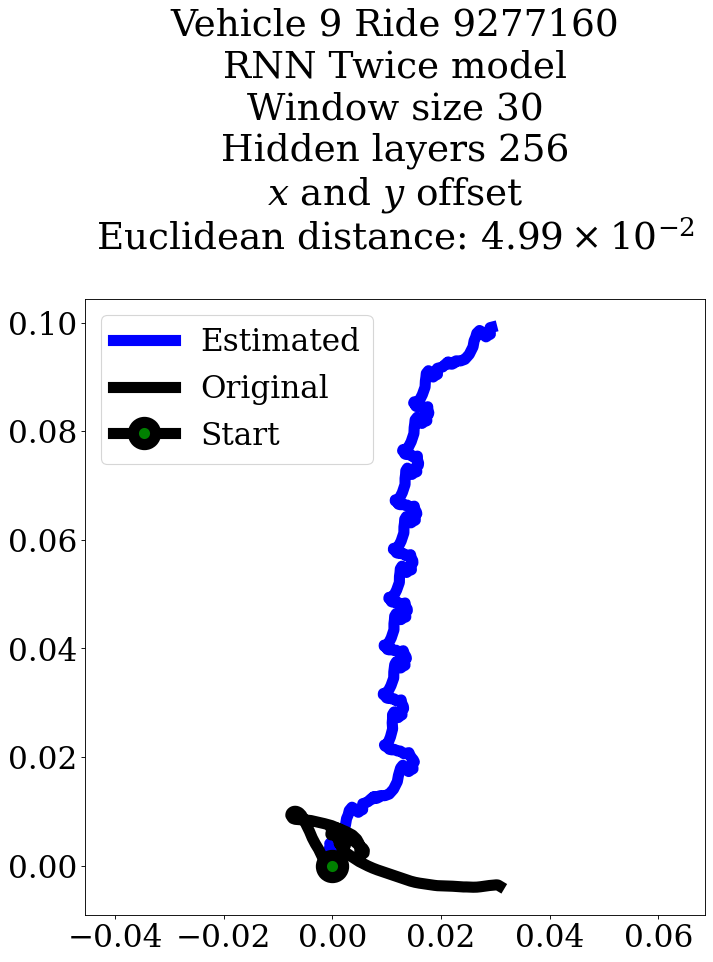 Vehicle 9 Ride 9277160
RNN Twice model
Window size 30
Hidden layers 256
x and y offset
Euclidean distance: 4.99 × 10⁻²
Estimated
Original
Start
0.10
0.08
0.06
0.04
0.02
0.00
−0.04 −0.02 0.00 0.02 0.04 0.06